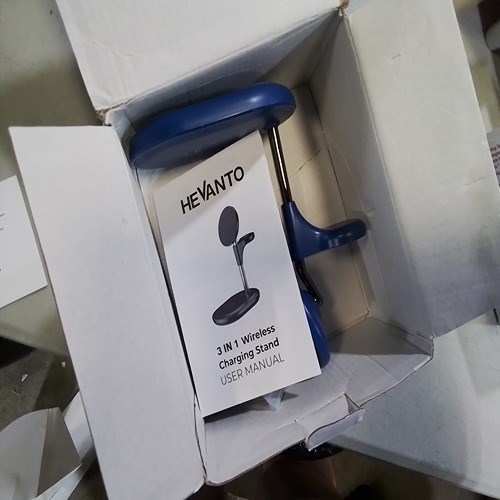 HEVANTO
3 IN 1 Wireless
Charging Stand
USER MANUAL